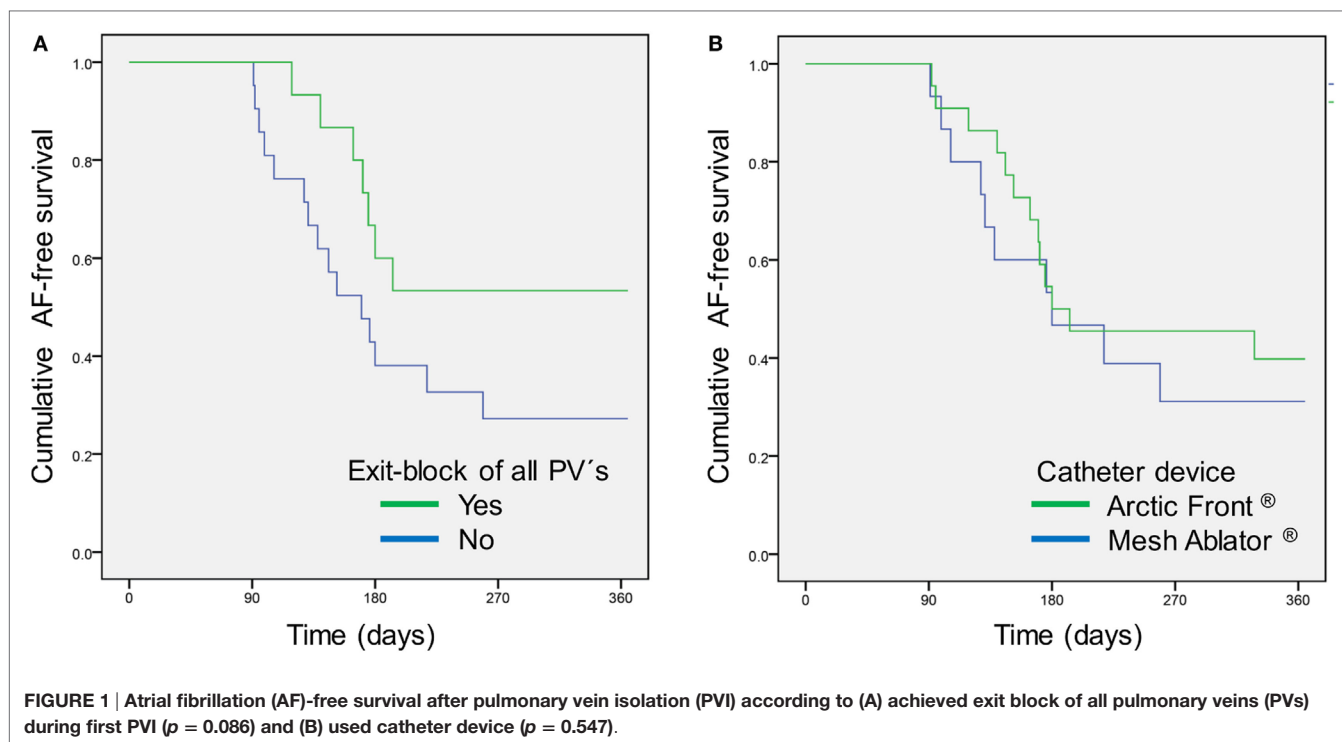 A
Cumulative AF-free survival
1.0
0.8
0.6
0.4
0.2
0.0
0 90 180 270 360
Time (days)
Exit-block of all PV´s
Yes
No
B
Cumulative AF-free survival
1.0
0.8
0.6
0.4
0.2
0.0
0 90 180 270 360
Time (days)
Catheter device
Arctic Front ®
Mesh Ablator ®
FIGURE 1 | Atrial fibrillation (AF)-free survival after pulmonary vein isolation (PVI) according to (A) achieved exit block of all pulmonary veins (PVs)
during first PVI (p = 0.086) and (B) used catheter device (p = 0.547).